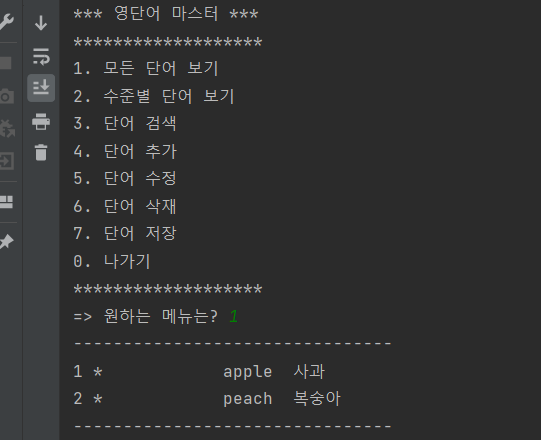 *** 영단어 마스터 ***
*******************
1. 모든 단어 보기
2. 수준별 단어 보기
3. 단어 검색
4. 단어 추가
5. 단어 수정
6. 단어 삭재
7. 단어 저장
0. 나가기
*******************
=> 원하는 메뉴는? 1
--------------------------------
1 *            apple  사과
2 *            peach  복숭아
--------------------------------